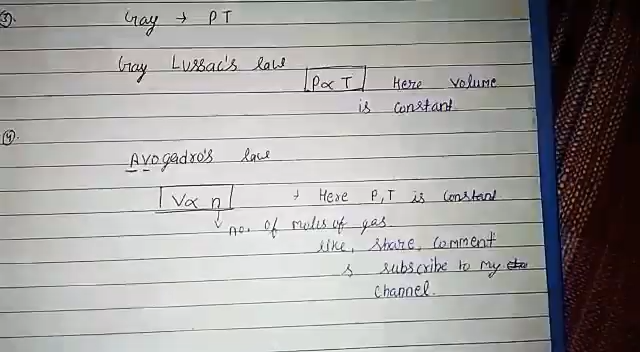 3).
Gay → PT
Gay Lussac's law
P∝ T Here volume
is constant
4).
Avogadro's law
V∝ n → Here P,T is constant
no. of moles of gas
like, share, comment
& subscribe to my
channel.